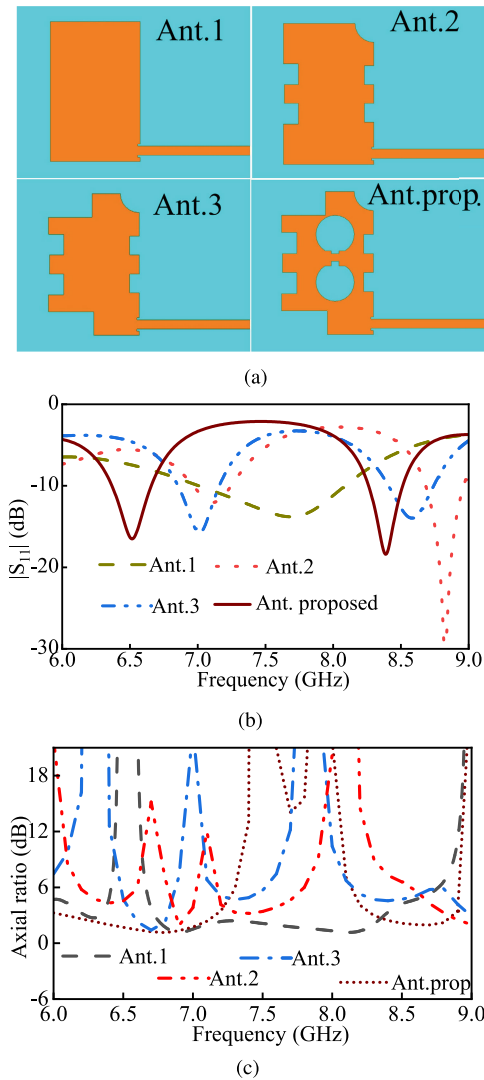 Ant.1
Ant.2
Ant.3
Ant.prop.
(a)
0
-10
-20
-30
|S11| (dB)
Ant.1
Ant.2
Ant.3
Ant. proposed
6.0 6.5 7.0 7.5 8.0 8.5 9.0
Frequency (GHz)
(b)
18
12
6
0
-6
Axial ratio (dB)
Ant.1
Ant.3
Ant.2
Ant.prop
6.0 6.5 7.0 7.5 8.0 8.5 9.0
Frequency (GHz)
(c)